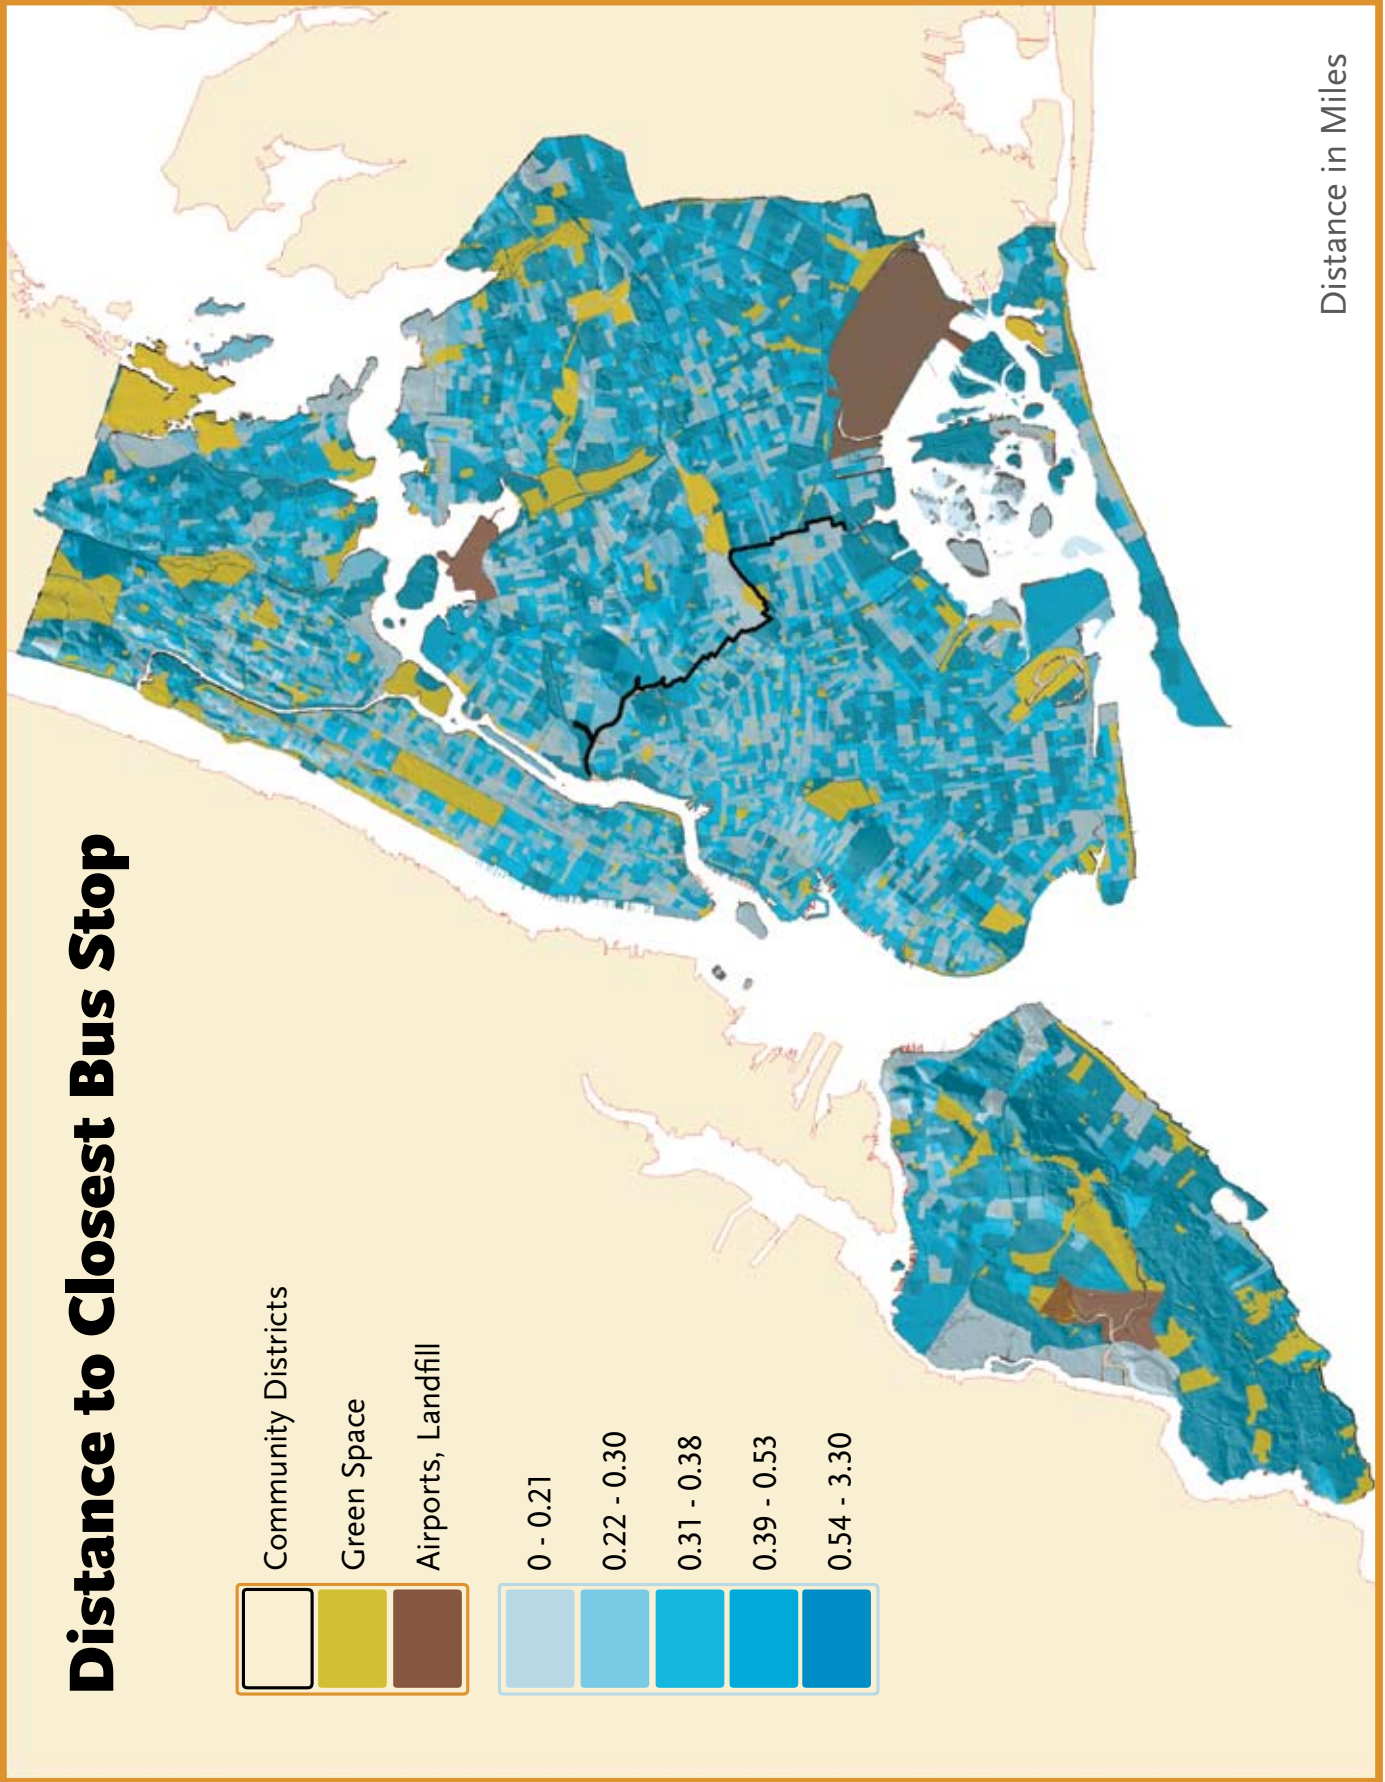 Distance to Closest Bus Stop
Community Districts
Green Space
Airports, Landfill
0 - 0.21
0.22 - 0.30
0.31 - 0.38
0.39 - 0.53
0.54 - 3.30
Distance in Miles